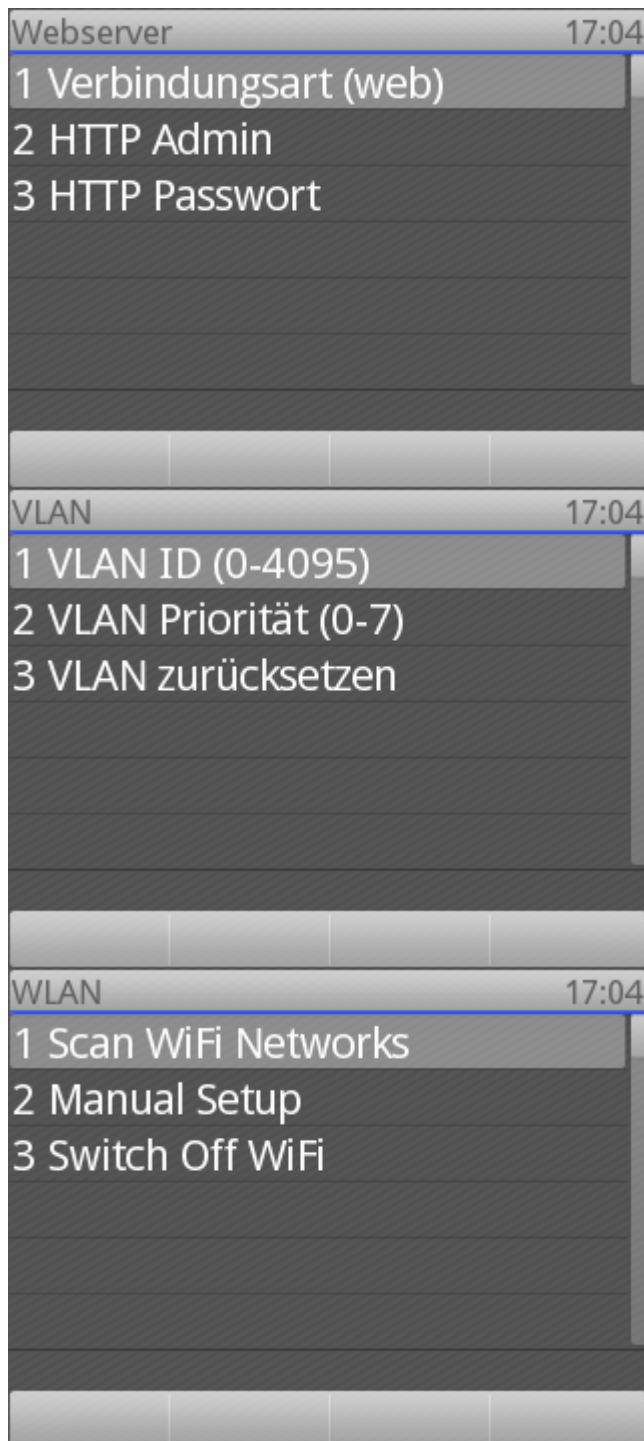 Webserver 17:04
1 Verbindungsart (web)
2 HTTP Admin
3 HTTP Passwort
VLAN 17:04
1 VLAN ID (0-4095)
2 VLAN Priorität (0-7)
3 VLAN zurücksetzen
WLAN 17:04
1 Scan WiFi Networks
2 Manual Setup
3 Switch Off WiFi